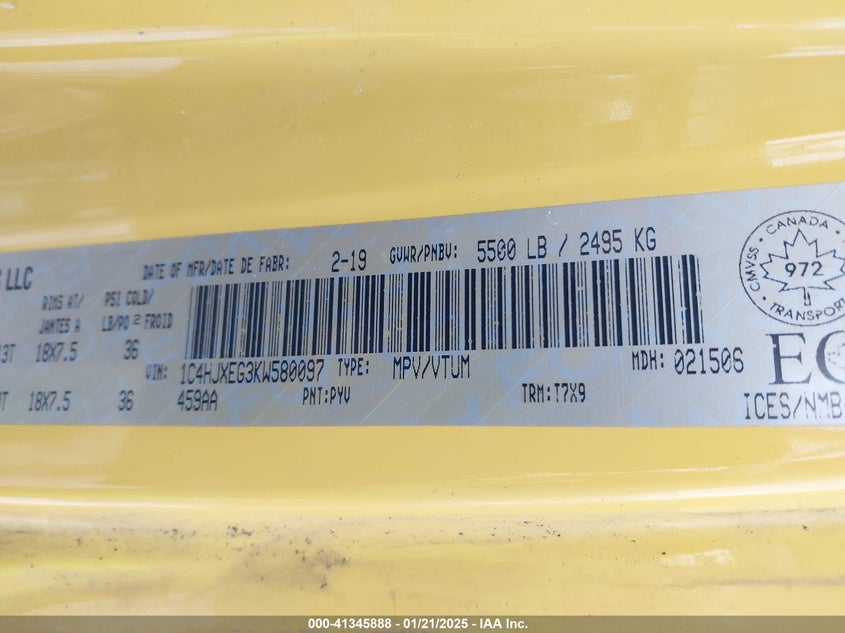 S LLC
DATE OF MFR/DATE DE FABR: 2-19 GVWR/PNBV: 5500 LB / 2495 KG
RIMS AT/ PSI COLD/
JANTES A LB/PO 2 FROID
3T 18X7.5 36
VIN: 1C4HJXEG3KW580097 TYPE: MPV/VTUM MDH: 021506
T 18X7.5 36 459AA PNT:PYV TRM:T7X9
CANADA
CMVSS
972
TRANSPORT
EC
ICES/NMB
000-41345888 - 01/21/2025 - IAA Inc.